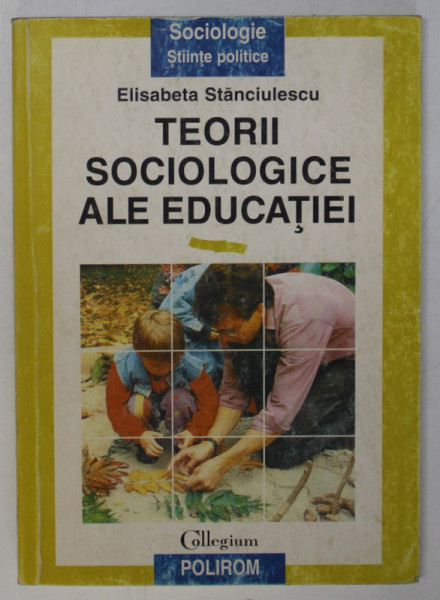 Sociologie
Științe politice
Elisabeta Stănciulescu
TEORII
SOCIOLOGICE
ALE EDUCAȚIEI
Collegium
POLIROM